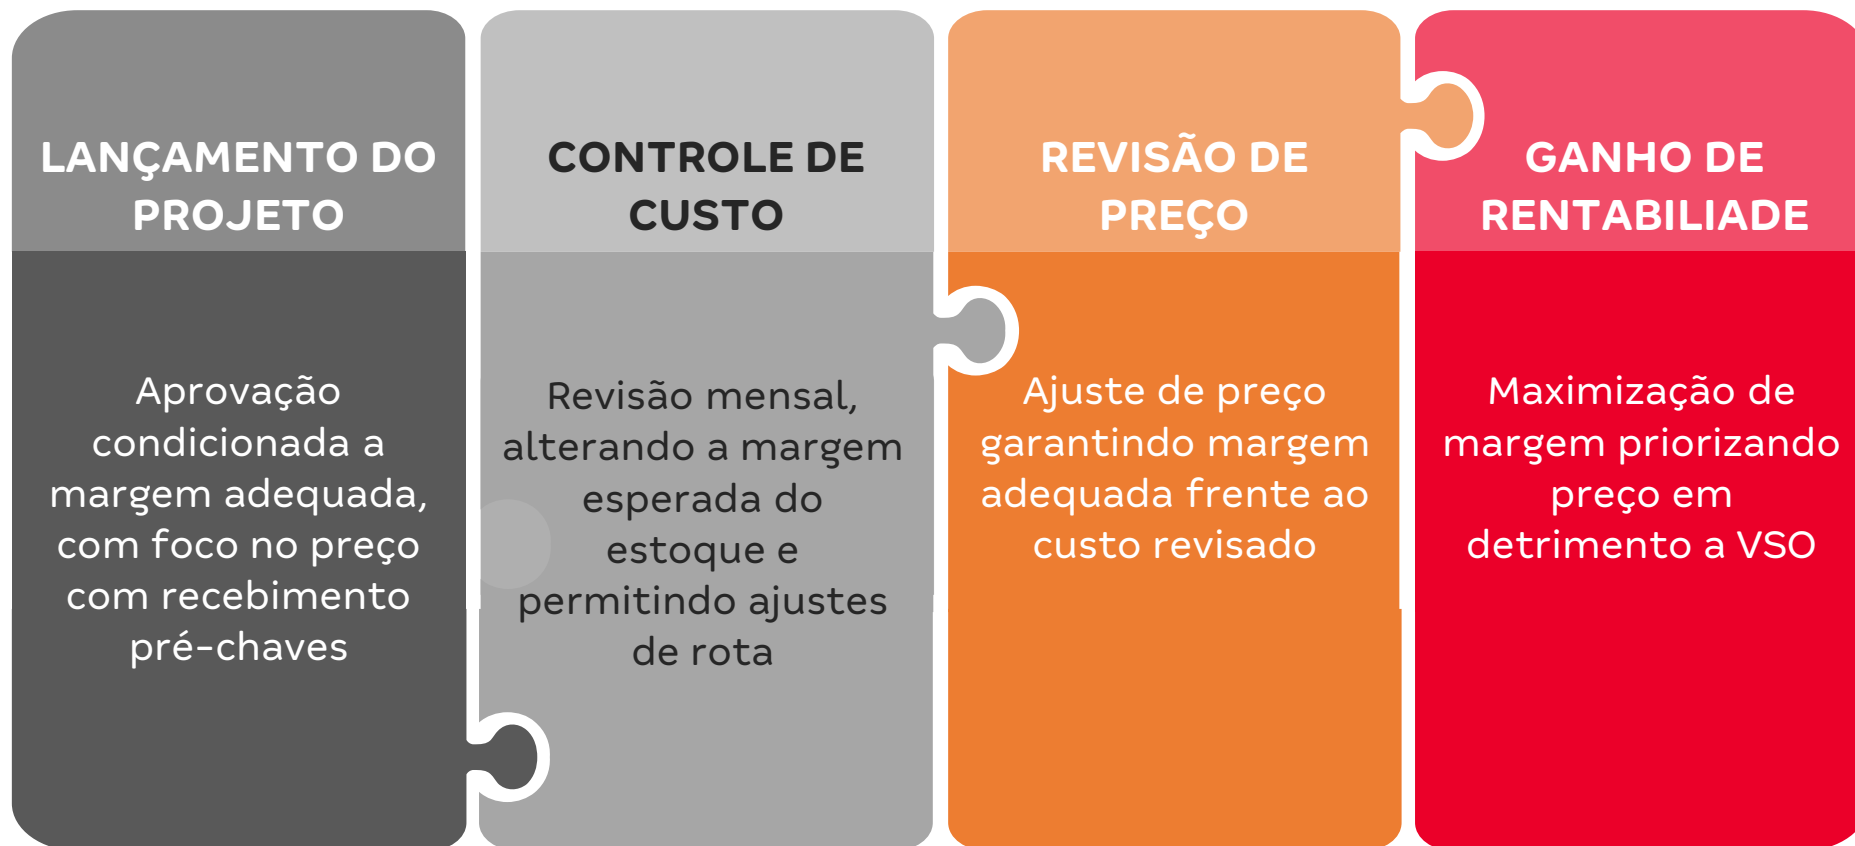 LANÇAMENTO DO
PROJETO
Aprovação
condicionada a
margem adequada,
com foco no preço
com recebimento
pré-chaves
CONTROLE DE
CUSTO
Revisão mensal,
alterando a margem
esperada do
estoque e
permitindo ajustes
de rota
REVISÃO DE
PREÇO
Ajuste de preço
garantindo margem
adequada frente ao
custo revisado
GANHO DE
RENTABILIADE
Maximização de
margem priorizando
preço em
detrimento a VSO